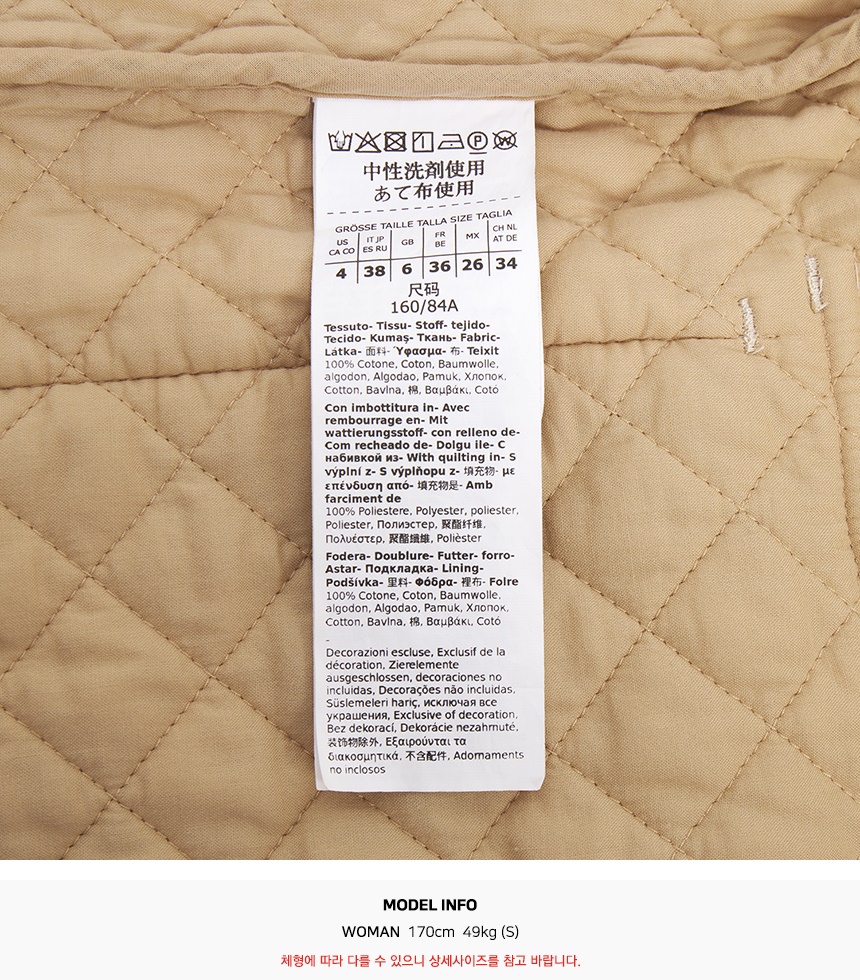 中性洗剤使用
あて布使用
GRÖSSE TAILLE TALLA SIZE TAGLIA
US CA CO | IT JP ES RU | GB | FR BE | MX | CH NL AT DE
4 | 38 | 6 | 36 | 26 | 34
尺码
160/84A
Tessuto- Tissu- Stoff- tejido-
Tecido- Kumaş- Ткань- Fabric-
Látka- 面料- Ύφασμα- 布- Teixit
100% Cotone, Coton, Baumwolle,
algodon, Algodao, Pamuk, Хлопок,
Cotton, Bavlna, 棉, Βαμβάκι, Cotó
Con imbottitura in- Avec
rembourrage en- Mit
wattierungsstoff- con relleno de-
Com recheado de- Dolgu ile- С
набивкой из- With quilting in- S
výplní z- S výplňopu z- 填充物- με
επένδυση από- 填充物是- Amb
farciment de
100% Poliestere, Polyester, poliester,
Poliester, Полиэстер, 聚酯纤维,
Πολυέστερ, 聚酯纖維, Polièster
Fodera- Doublure- Futter- forro-
Astar- Подкладка- Lining-
Podšívka- 里料- Φόδρα- 裡布- Folre
100% Cotone, Coton, Baumwolle,
algodon, Algodao, Pamuk, Хлопок,
Cotton, Bavlna, 棉, Βαμβάκι, Cotó
-
Decorazioni escluse, Exclusif de la
décoration, Zierelemente
ausgeschlossen, decoraciones no
incluidas, Decorações não incluidas,
Süslemeleri hariç, исключая все
украшения, Exclusive of decoration,
Bez dekorací, Dekorácie nezahrnuté,
装饰物除外, Εξαιρούνται τα
διακοσμητικά, 不含配件, Adornaments
no inclosos
MODEL INFO
WOMAN 170cm 49kg (S)
체형에 따라 다를 수 있으니 상세사이즈를 참고 바랍니다.